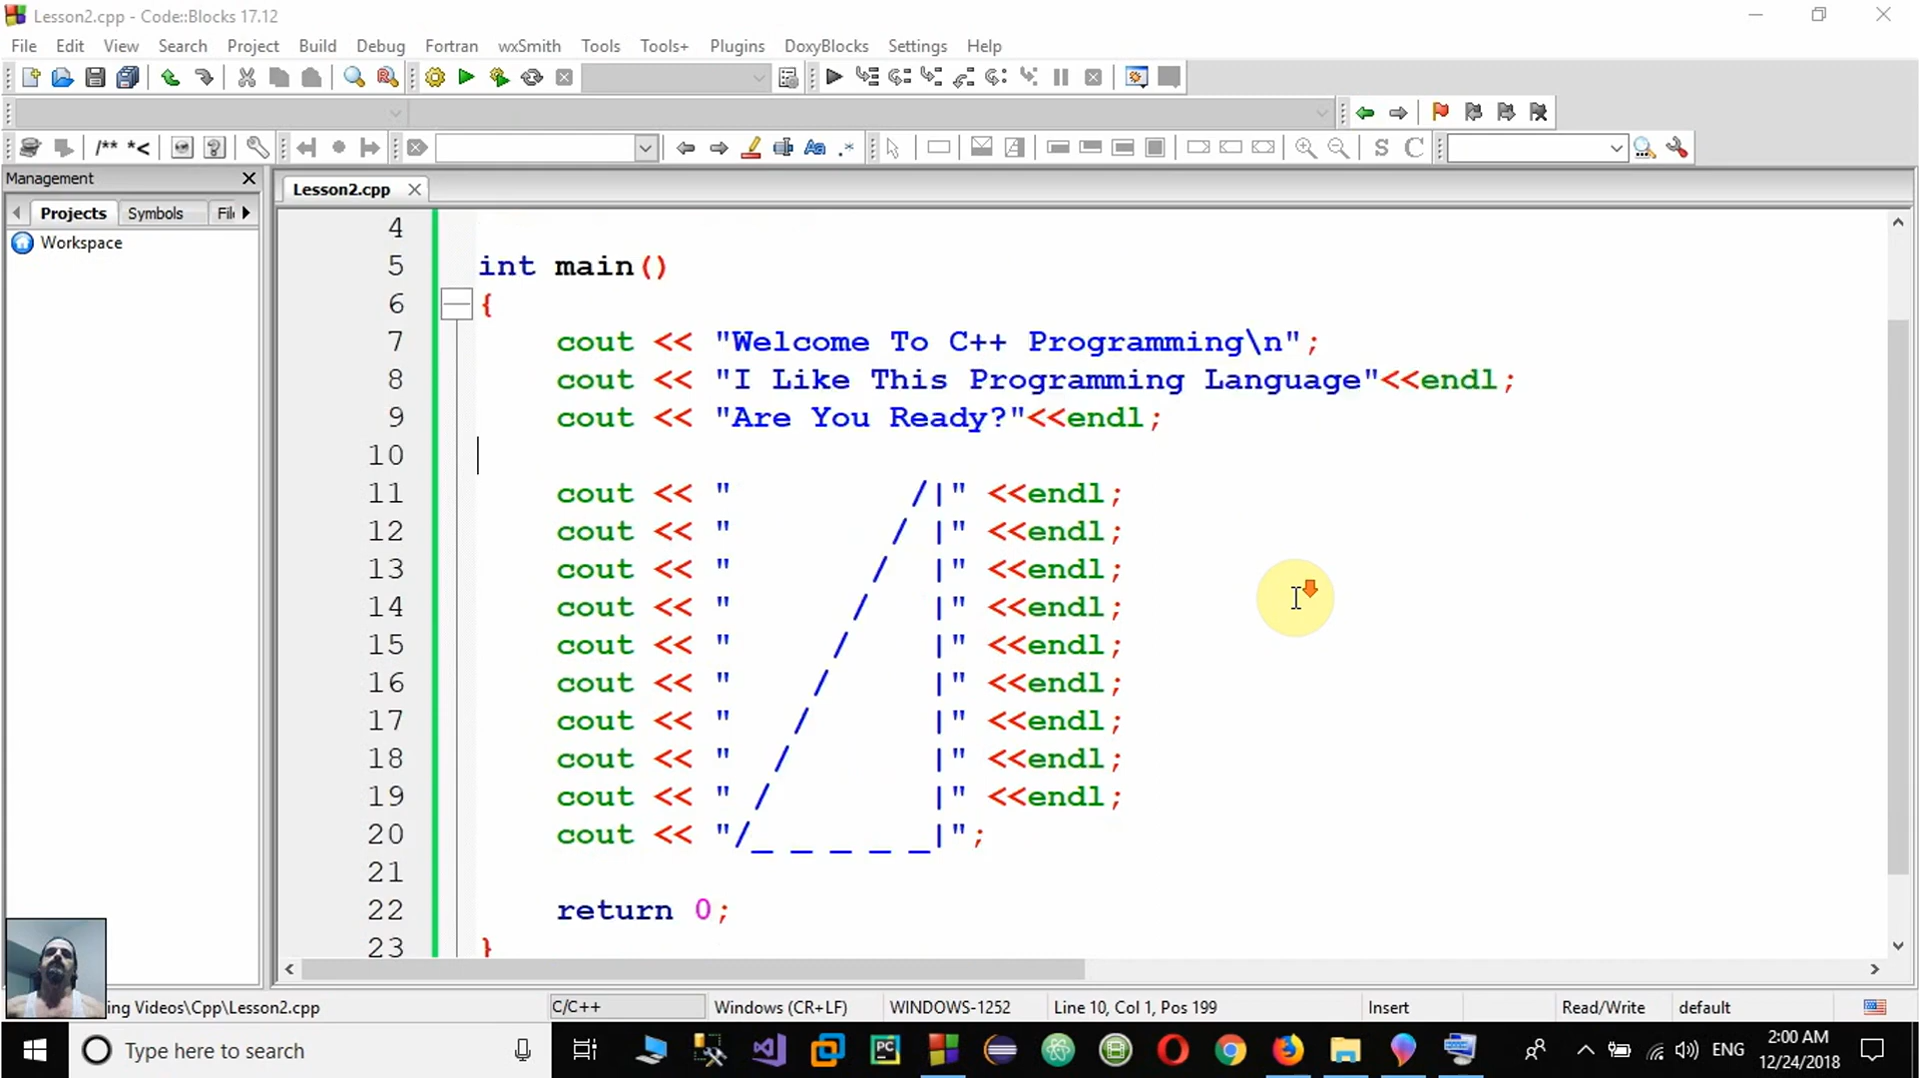 Lesson2.cpp - Code::Blocks 17.12
File Edit View Search Project Build Debug Fortran wxSmith Tools Tools+ Plugins DoxyBlocks Settings Help
/** *<
S C
Management
Lesson2.cpp
Projects Symbols Fil
Workspace
4
5 int main()
6 {
7 cout << "Welcome To C++ Programming\n";
8 cout << "I Like This Programming Language"<<endl;
9 cout << "Are You Ready?"<<endl;
10
11 cout << "         /|" <<endl;
12 cout << "        / |" <<endl;
13 cout << "       /  |" <<endl;
14 cout << "      /   |" <<endl;
15 cout << "     /    |" <<endl;
16 cout << "    /     |" <<endl;
17 cout << "   /      |" <<endl;
18 cout << "  /       |" <<endl;
19 cout << " /        |" <<endl;
20 cout << "/_ _ _ _ _|";
21
22 return 0;
23 }
ing Videos\Cpp\Lesson2.cpp C/C++ Windows (CR+LF) WINDOWS-1252 Line 10, Col 1, Pos 199 Insert Read/Write default
Type here to search
PC
ENG
2:00 AM
12/24/2018